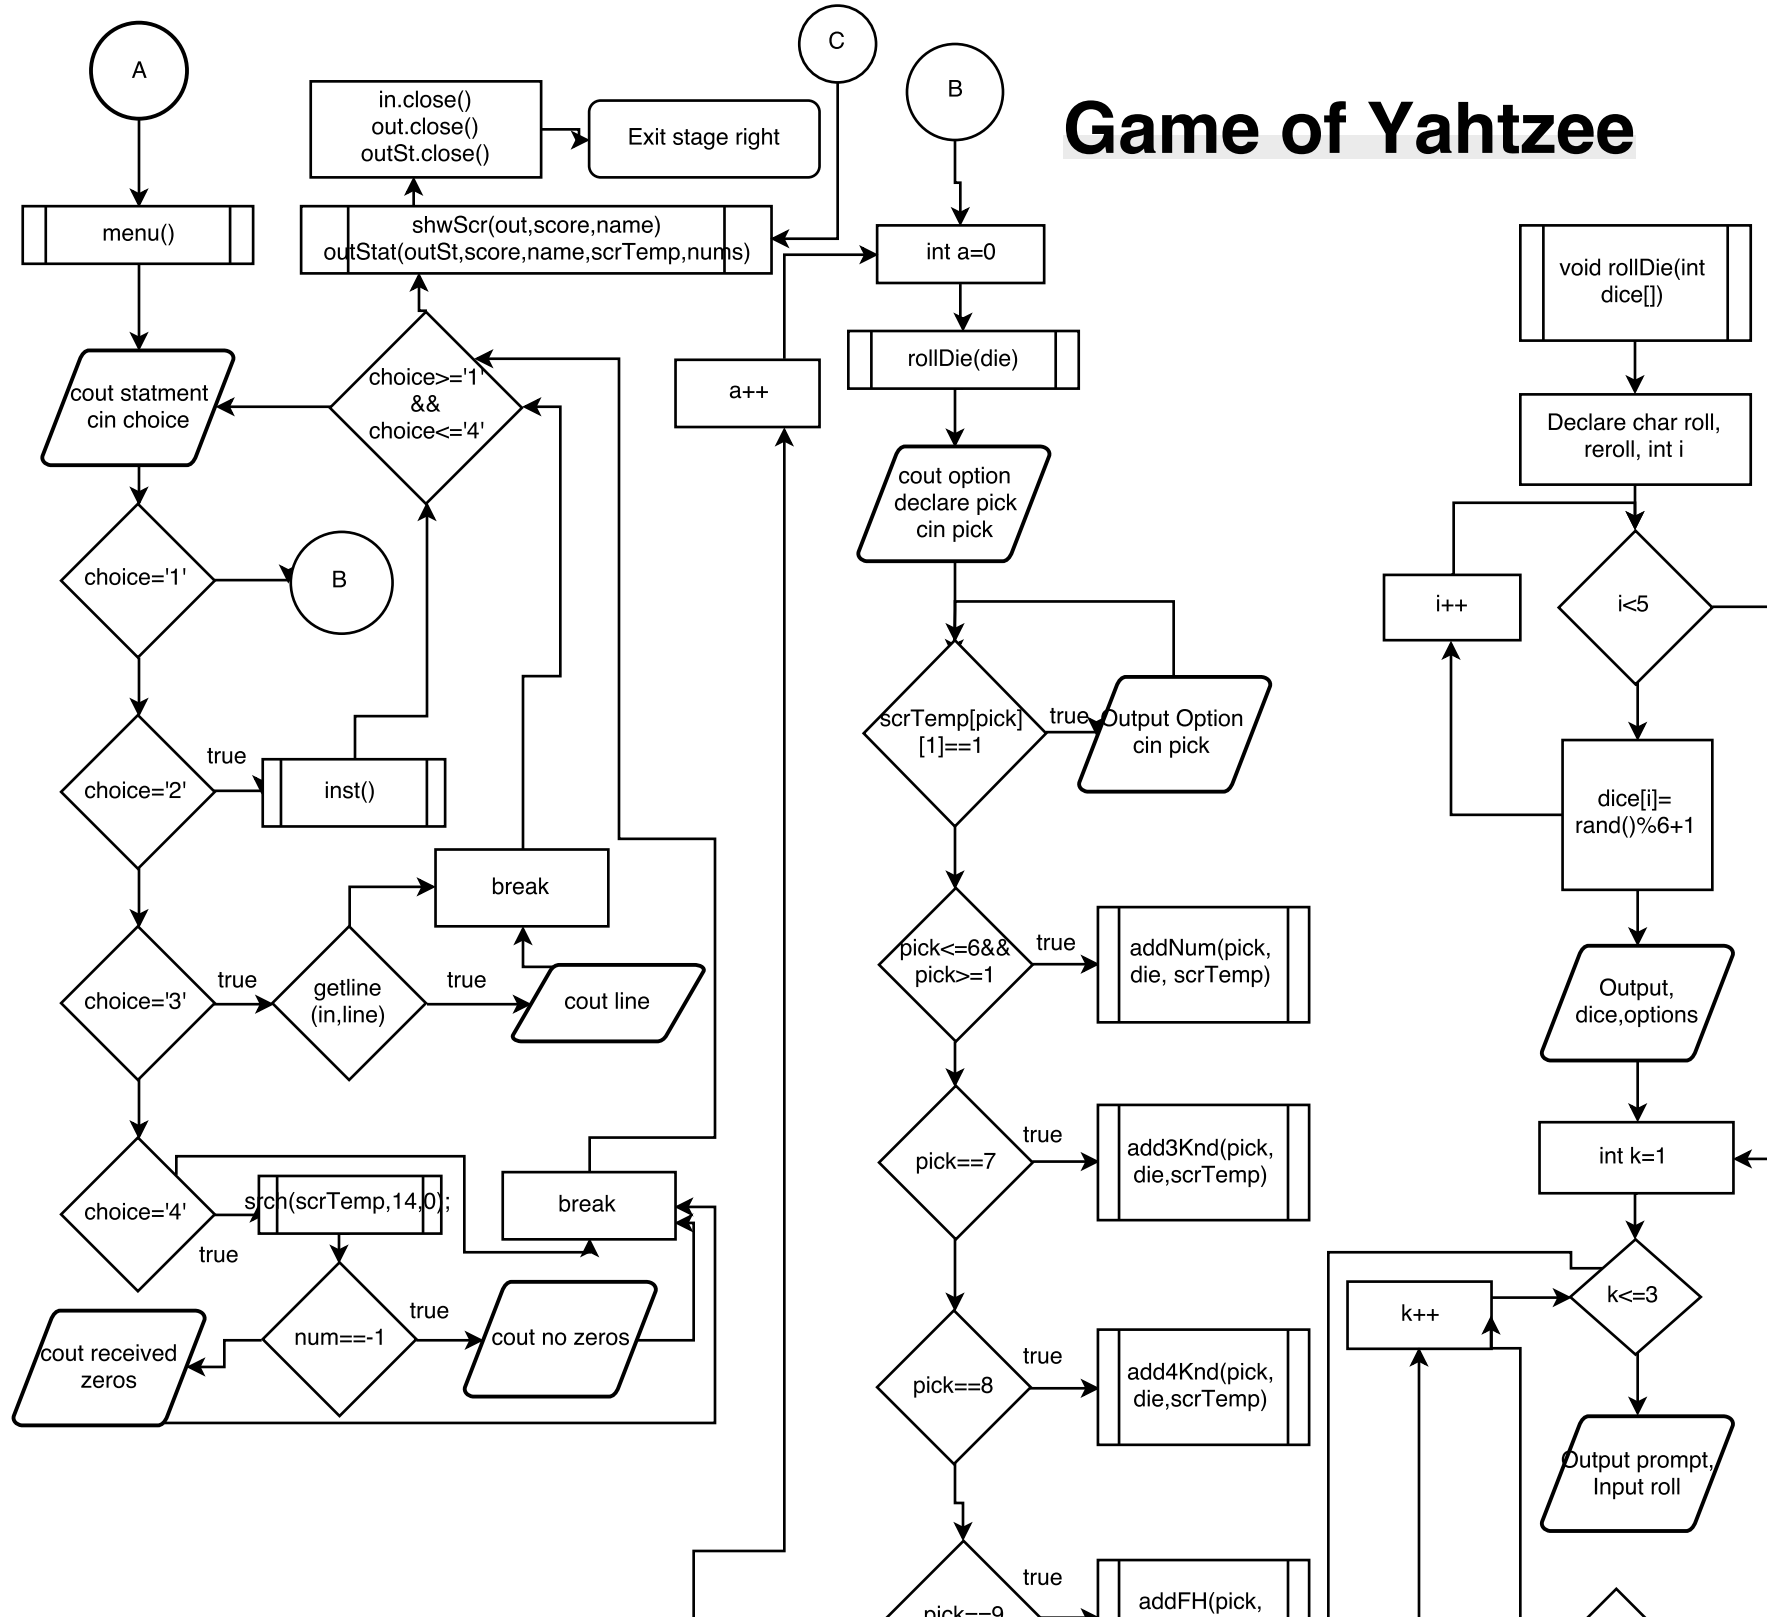 A
C
B
Game of Yahtzee
in.close()
out.close()
outSt.close()
Exit stage right
menu()
shwScr(out,score,name)
outStat(outSt,score,name,scrTemp,nums)
int a=0
void rollDie(int
dice[])
cout statment
cin choice
choice>='1'
&&
choice<='4'
a++
rollDie(die)
Declare char roll,
reroll, int i
cout option
declare pick
cin pick
choice='1'
B
i++
i<5
scrTemp[pick]
[1]==1
true
Output Option
cin pick
choice='2'
true
inst()
dice[i]=
rand()%6+1
break
pick<=6&&
pick>=1
true
addNum(pick,
die, scrTemp)
choice='3'
true
getline
(in,line)
true
cout line
Output,
dice,options
pick==7
true
add3Knd(pick,
die,scrTemp)
int k=1
choice='4'
true
srch(scrTemp,14,0);
break
k++
k<=3
num==-1
true
cout no zeros
cout received
zeros
pick==8
true
add4Knd(pick,
die,scrTemp)
Output prompt,
Input roll
pick==9
true
addFH(pick,